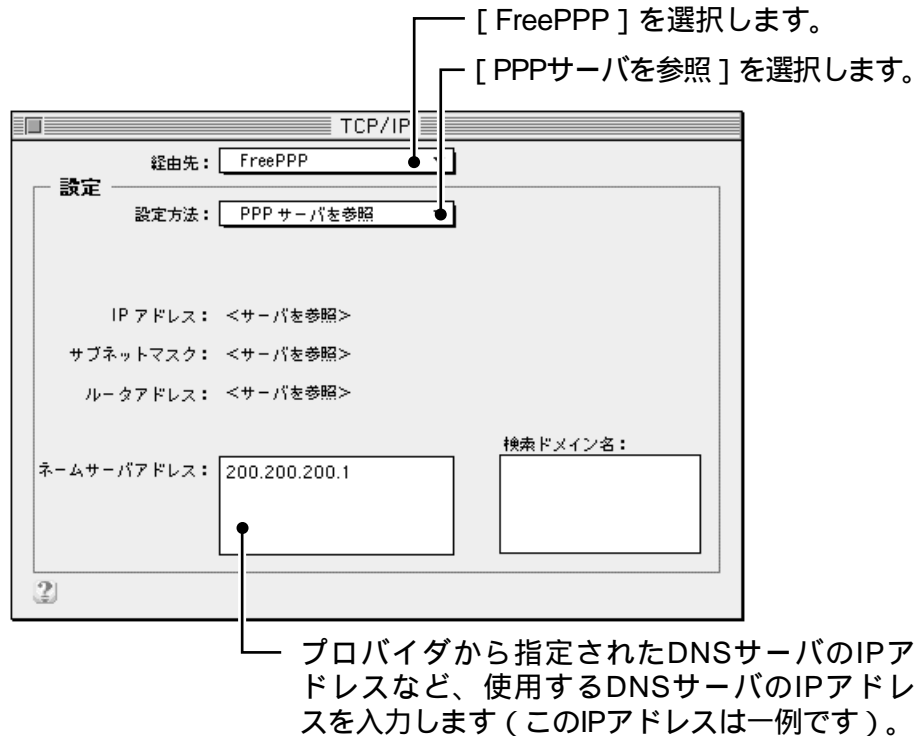 [ FreePPP ] を選択します。
[ PPPサーバを参照 ] を選択します。
TCP/IP
経由先： FreePPP
設定
設定方法： PPP サーバを参照
IP アドレス： ＜サーバを参照＞
サブネットマスク： ＜サーバを参照＞
ルータアドレス： ＜サーバを参照＞
検索ドメイン名：
ネームサーバアドレス： 200.200.200.1
プロバイダから指定されたDNSサーバのIPア
ドレスなど、使用するDNSサーバのIPアドレ
スを入力します ( このIPアドレスは一例です ) 。